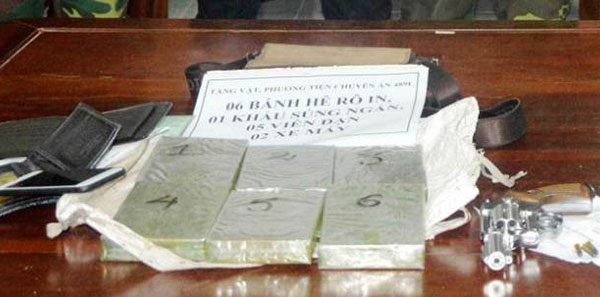 TANG VẬT, PHƯƠNG TIỆN CHUYÊN ÁN 489L
06 BÁNH HÊ RÔ IN.
01 KHẨU SÚNG NGẮN.
05 VIÊN ĐẠN
02 XE MÁY
1 2 3
4 5 6